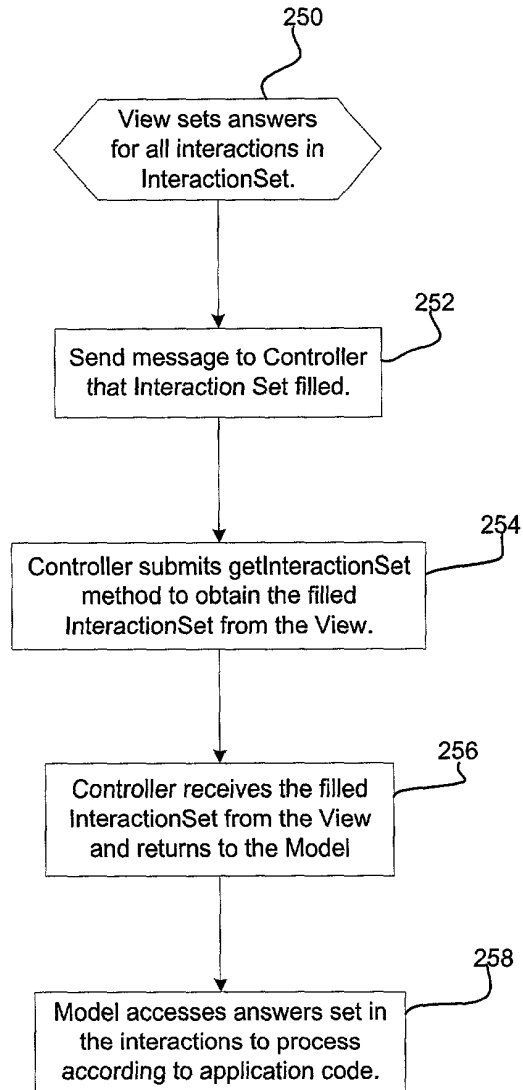 250
View sets answers
for all interactions in
InteractionSet.
252
Send message to Controller
that Interaction Set filled.
254
Controller submits getInteractionSet
method to obtain the filled
InteractionSet from the View.
256
Controller receives the filled
InteractionSet from the View
and returns to the Model
258
Model accesses answers set in
the interactions to process
according to application code.